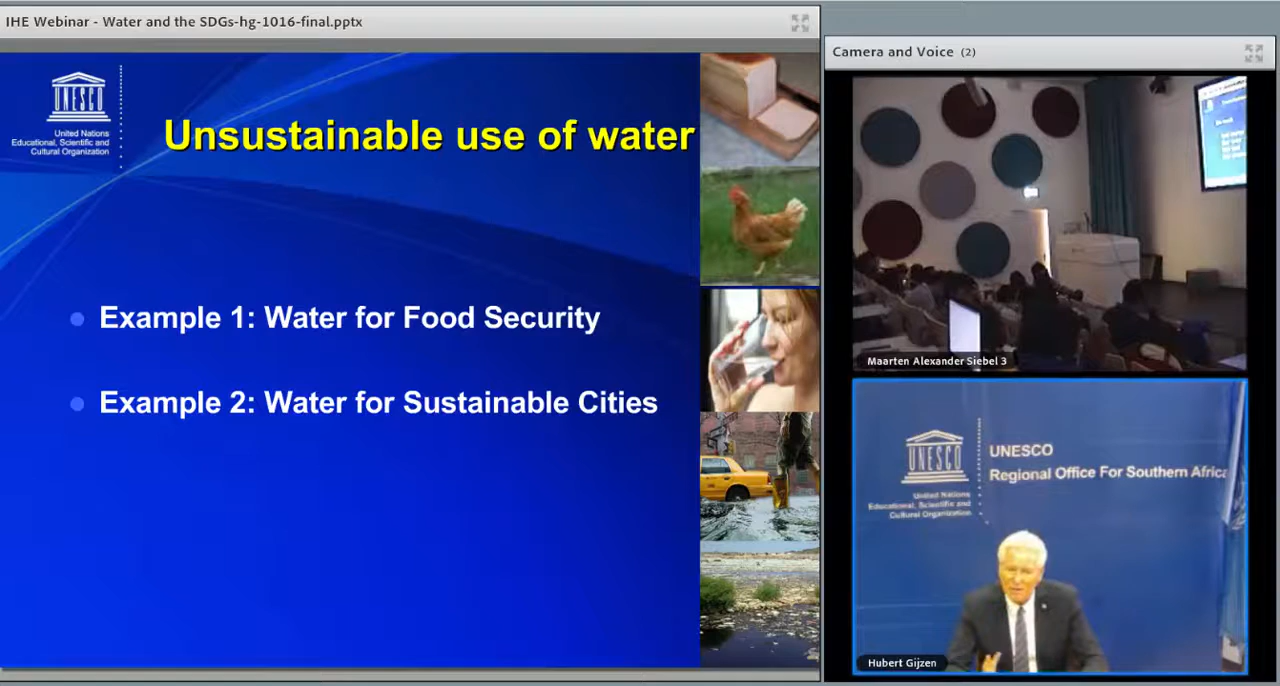 IHE Webinar - Water and the SDGs-hg-1016-final.pptx
UNESCO
United Nations
Educational, Scientific and
Cultural Organization
Unsustainable use of water
Example 1: Water for Food Security
Example 2: Water for Sustainable Cities
Camera and Voice (2)
Maarten Alexander Siebel 3
UNESCO
United Nations
Educational, Scientific and
Cultural Organization
UNESCO
Regional Office For Southern Africa
Hubert Gijzen